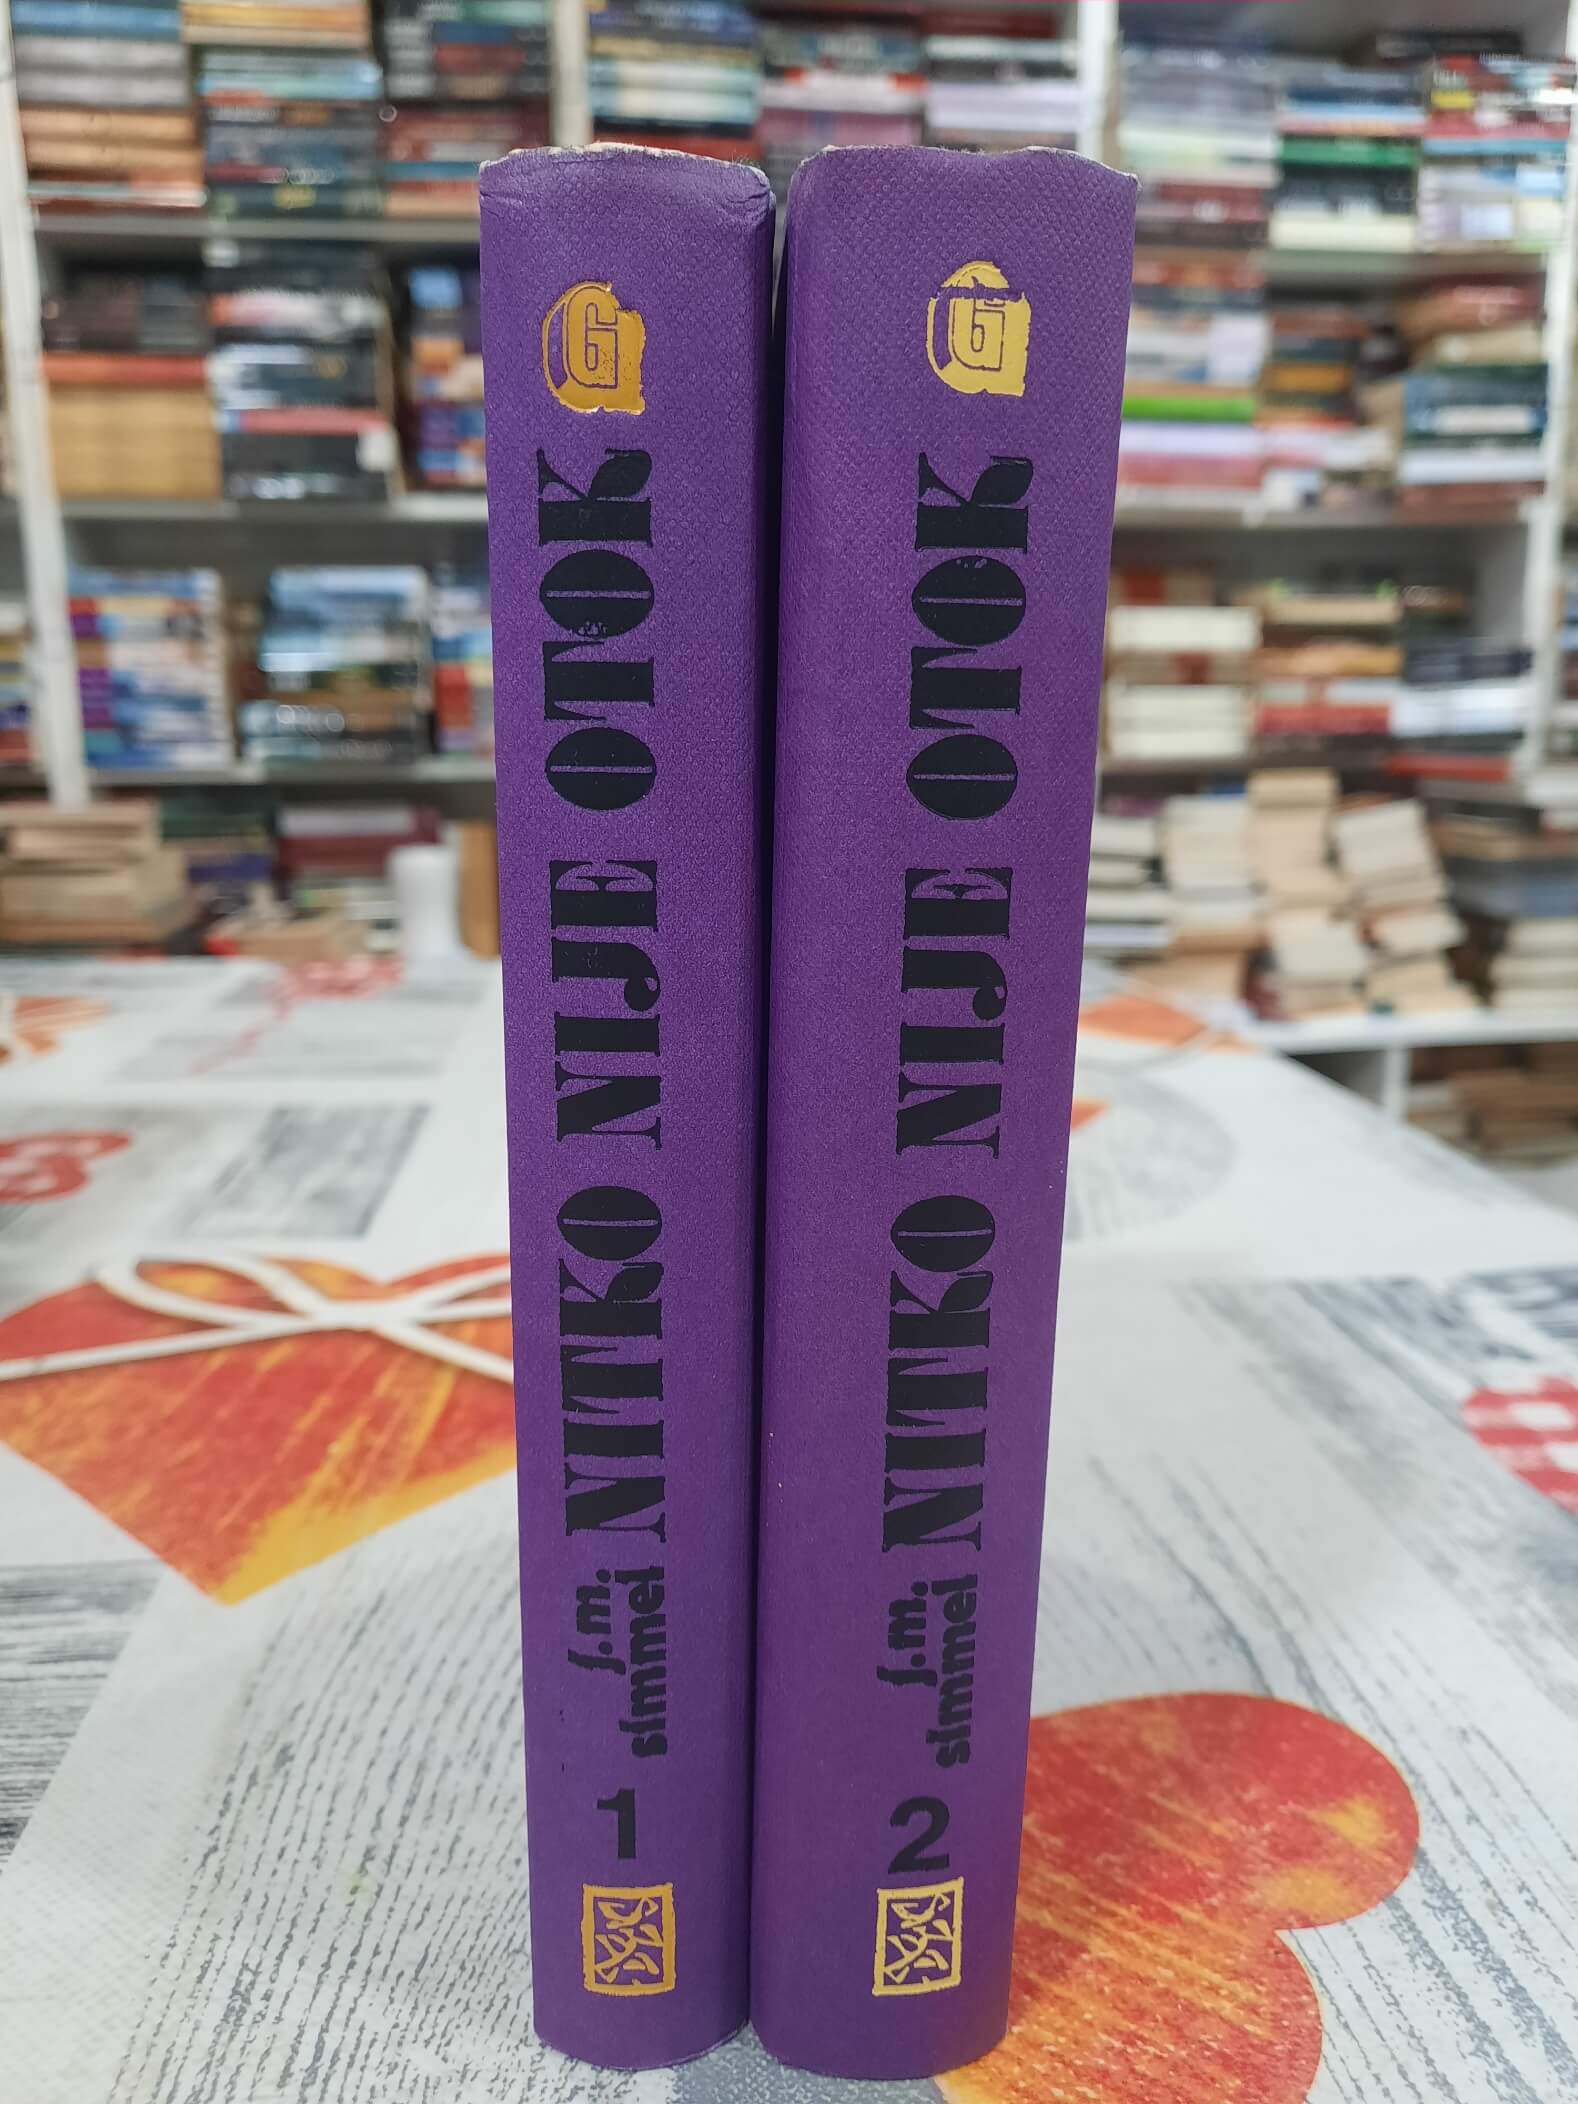 G
NITKO NIJE OTOK
j.m.
simmel
1
G
NITKO NIJE OTOK
j.m.
simmel
2